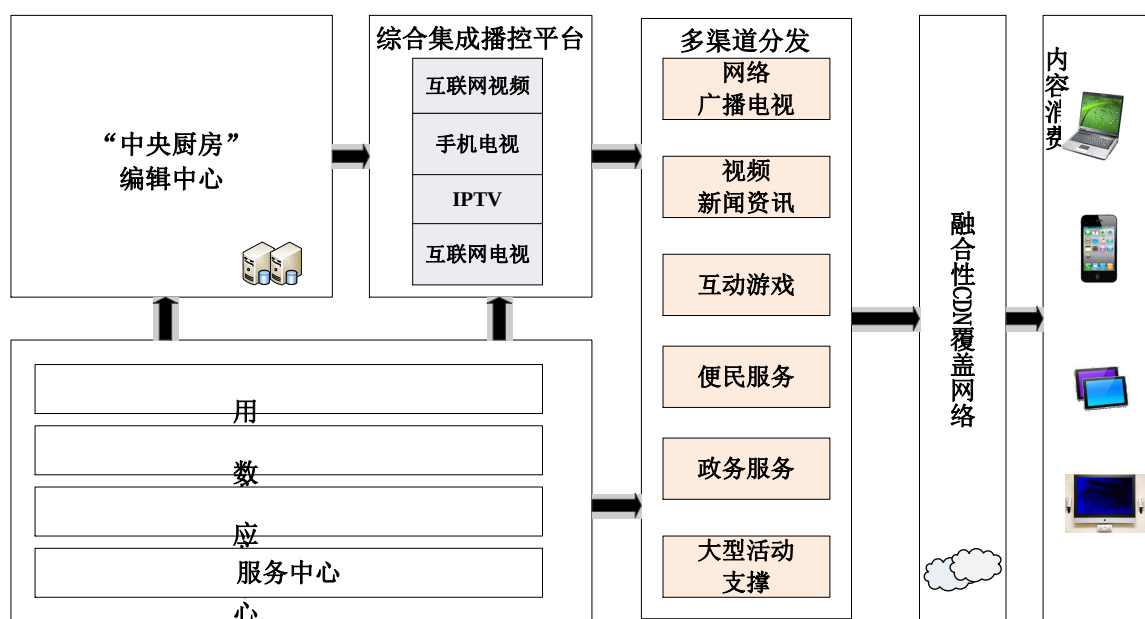 “中央厨房”
编辑中心
综合集成播控平台
互联网视频
手机电视
IPTV
互联网电视
多渠道分发
网络
广播电视
视频
新闻资讯
互动游戏
便民服务
政务服务
大型活动
支撑
融合性CDN覆盖网络
内容消费
用
数
应
服务中心
心